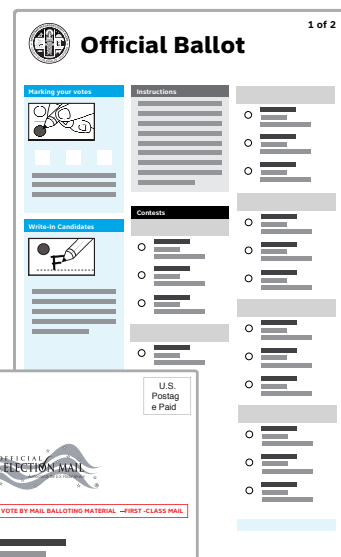 1 of 2
Official Ballot
Marking your votes
Instructions
Contests
Write-In Candidates
U.S.
Postag
e Paid
OFFICIAL
ELECTION MAIL
VOTE BY MAIL BALLOTING MATERIAL —FIRST -CLASS MAIL